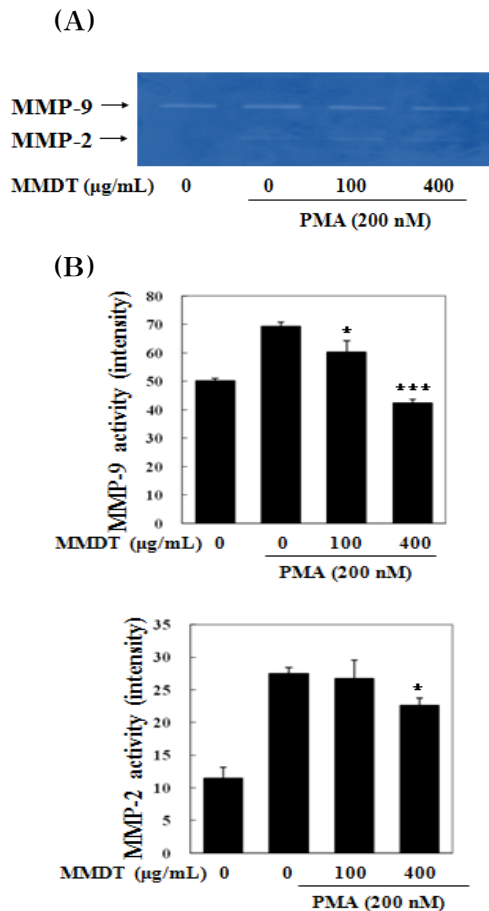 (A)
MMP-9
MMP-2
MMDT (µg/mL) 0 0 100 400
PMA (200 nM)
(B)
MMP-9 activity (intensity)
80
70
60
50
40
30
20
10
0
*
***
MMDT (µg/mL) 0 0 100 400
PMA (200 nM)
MMP-2 activity (intensity)
35
30
25
20
15
10
5
0
*
MMDT (µg/mL) 0 0 100 400
PMA (200 nM)